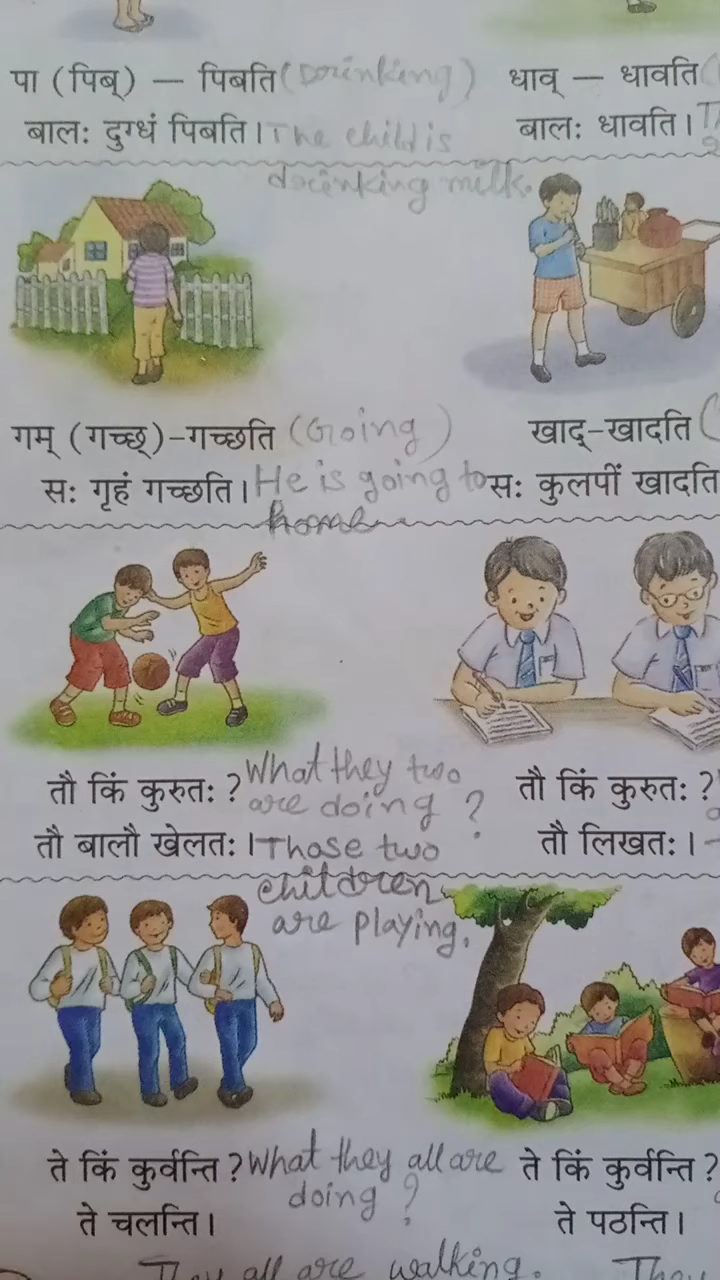 पा (पिब्) — पिबति (Drinking)
धाव् — धावति (
बालः दुग्धं पिबति। The child is
drinking milk.
बालः धावति।
गम् (गच्छ्)-गच्छति (Going)
खाद्-खादति (
सः गृहं गच्छति। He is going to
home
सः कुलपीं खादति
तौ किं कुरुतः ? What they two
are doing ?
तौ बालौ खेलतः। Those two
children
are playing.
तौ किं कुरुतः ?
तौ लिखतः।
ते किं कुर्वन्ति ? What they all are
doing ?
ते चलन्ति।
They all are walking.
ते किं कुर्वन्ति ?
ते पठन्ति।
They